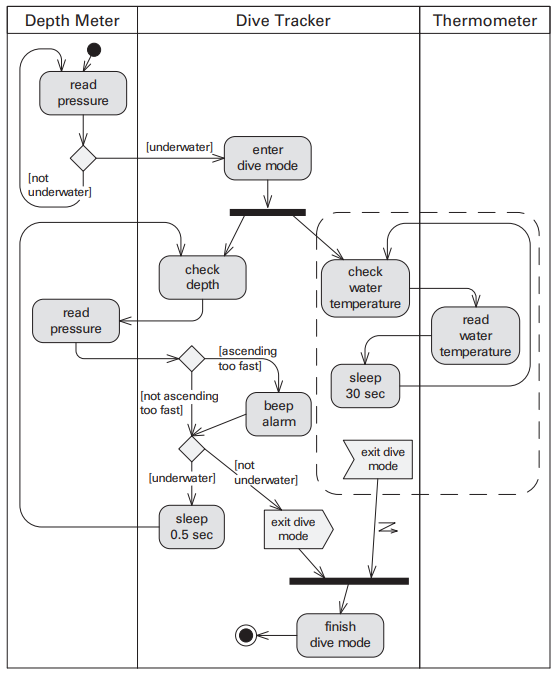 Depth Meter
Dive Tracker
Thermometer
read
pressure
[underwater]
enter
dive mode
[not
underwater]
check
depth
check
water
temperature
read
pressure
read
water
temperature
[ascending
too fast]
sleep
30 sec
[not ascending
too fast]
beep
alarm
exit dive
mode
[not
underwater]
[underwater]
sleep
0.5 sec
exit dive
mode
finish
dive mode